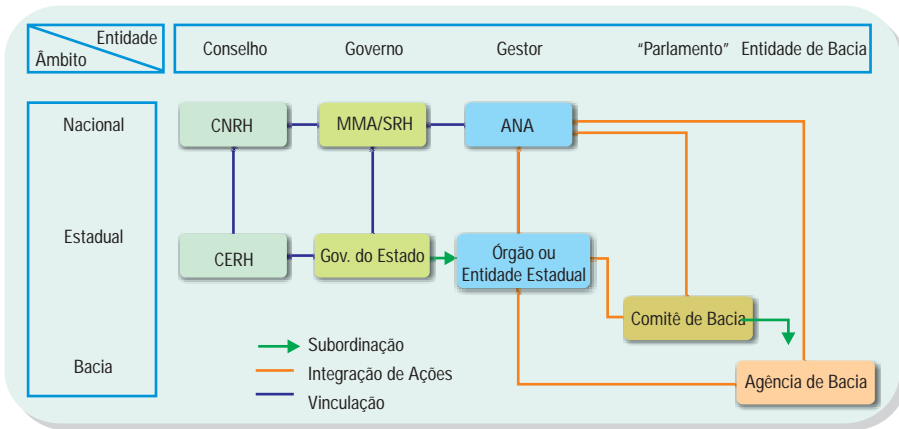 Entidade
Âmbito
Conselho
Governo
Gestor
“Parlamento”
Entidade de Bacia
Nacional
CNRH
MMA/SRH
ANA
Estadual
CERH
Gov. do Estado
Órgão ou
Entidade Estadual
Comitê de Bacia
Bacia
Agência de Bacia
Subordinação
Integração de Ações
Vinculação